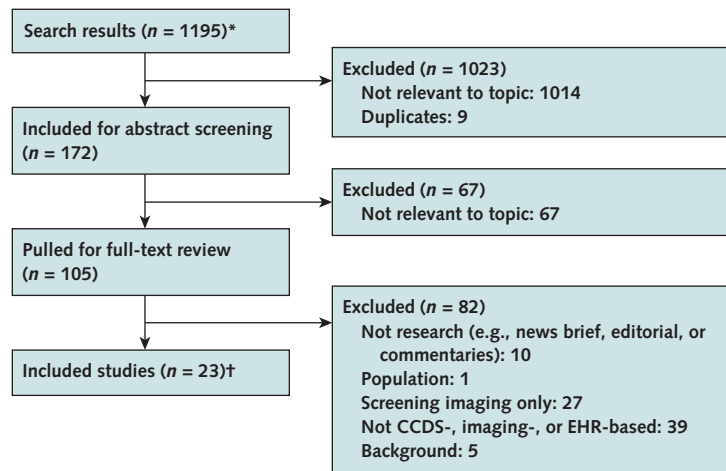 Search results (n = 1195)*
Excluded (n = 1023)
Not relevant to topic: 1014
Duplicates: 9
Included for abstract screening
(n = 172)
Excluded (n = 67)
Not relevant to topic: 67
Pulled for full-text review
(n = 105)
Excluded (n = 82)
Not research (e.g., news brief, editorial, or
commentaries): 10
Population: 1
Screening imaging only: 27
Not CCDS-, imaging-, or EHR-based: 39
Background: 5
Included studies (n = 23)†